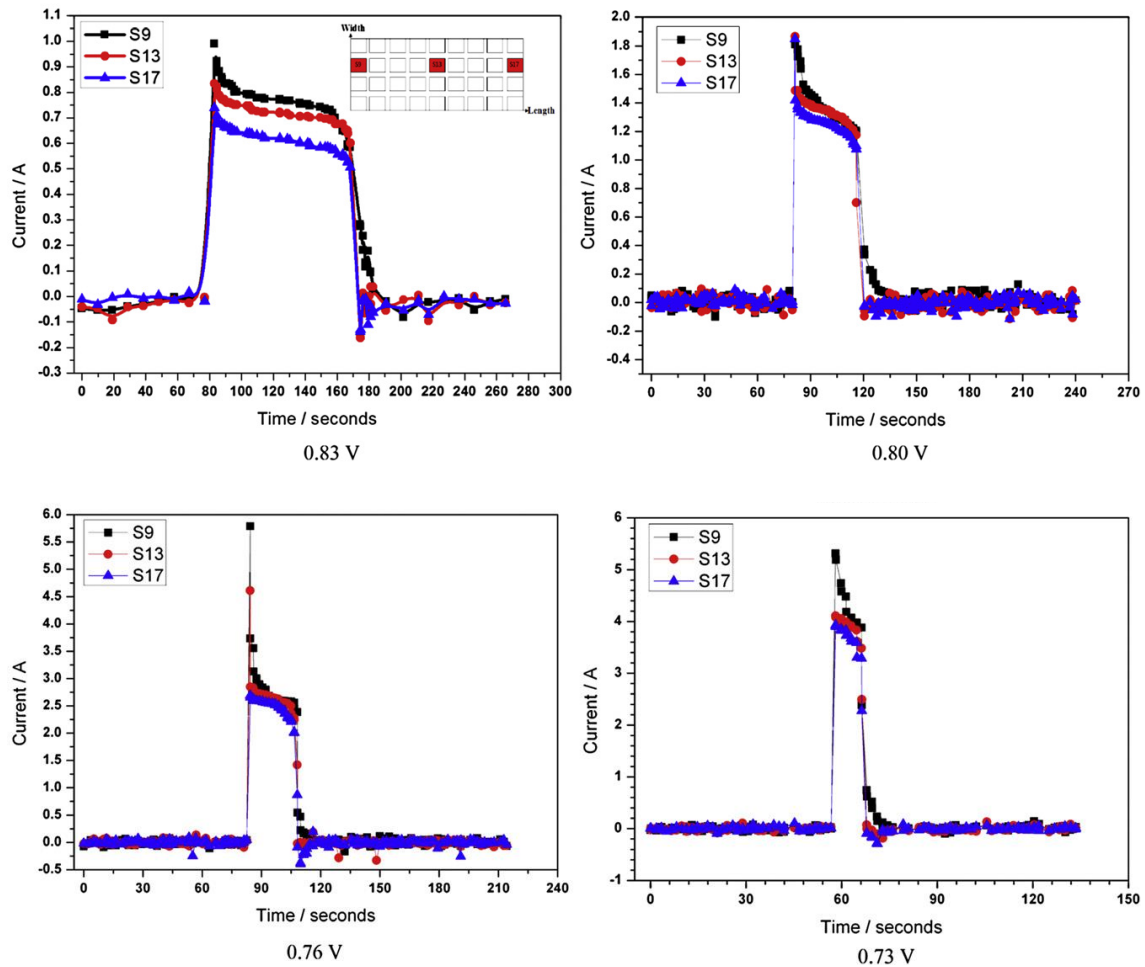 S9
S13
S17
Width
S9
S13
S17
Length
1.1
1.0
0.9
0.8
0.7
0.6
0.5
0.4
0.3
0.2
0.1
0.0
-0.1
-0.2
-0.3
Current / A
0 20 40 60 80 100 120 140 160 180 200 220 240 260 280 300
Time / seconds
0.83 V
S9
S13
S17
2.0
1.8
1.6
1.4
1.2
1.0
0.8
0.6
0.4
0.2
0.0
-0.2
-0.4
Current / A
0 30 60 90 120 150 180 210 240 270
Time / seconds
0.80 V
S9
S13
S17
6.0
5.5
5.0
4.5
4.0
3.5
3.0
2.5
2.0
1.5
1.0
0.5
0.0
-0.5
Current / A
0 30 60 90 120 150 180 210 240
Time / seconds
0.76 V
S9
S13
S17
6
5
4
3
2
1
0
-1
Current / A
0 30 60 90 120 150
Time / seconds
0.73 V